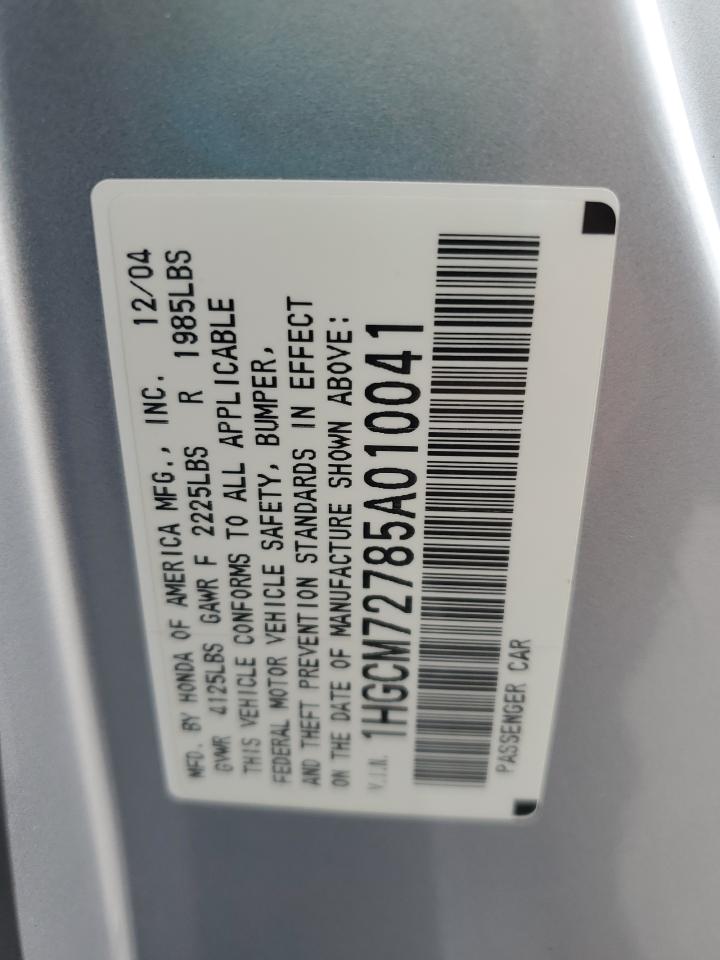 MFD. BY HONDA OF AMERICA MFG., INC. 12/04
GVWR 4125LBS GAWR F 2225LBS R 1985LBS
THIS VEHICLE CONFORMS TO ALL APPLICABLE
FEDERAL MOTOR VEHICLE SAFETY, BUMPER,
AND THEFT PREVENTION STANDARDS IN EFFECT
ON THE DATE OF MANUFACTURE SHOWN ABOVE:
V.I.N. 1HGCM72785A010041
PASSENGER CAR